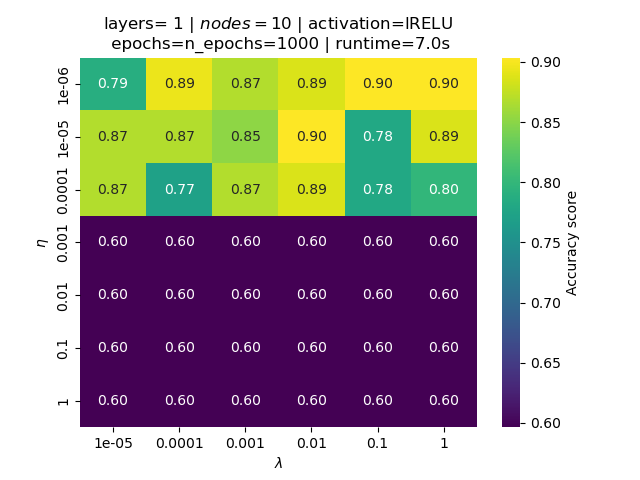 layers= 1 | nodes = 10 | activation=lRELU
epochs=n_epochs=1000 | runtime=7.0s
1e-06 0.79 0.89 0.87 0.89 0.90 0.90
1e-05 0.87 0.87 0.85 0.90 0.78 0.89
0.0001 0.87 0.77 0.87 0.89 0.78 0.80
0.001 0.60 0.60 0.60 0.60 0.60 0.60
0.01 0.60 0.60 0.60 0.60 0.60 0.60
0.1 0.60 0.60 0.60 0.60 0.60 0.60
1 0.60 0.60 0.60 0.60 0.60 0.60
η
1e-05 0.0001 0.001 0.01 0.1 1
λ
0.90
0.85
0.80
0.75
0.70
0.65
0.60
Accuracy score